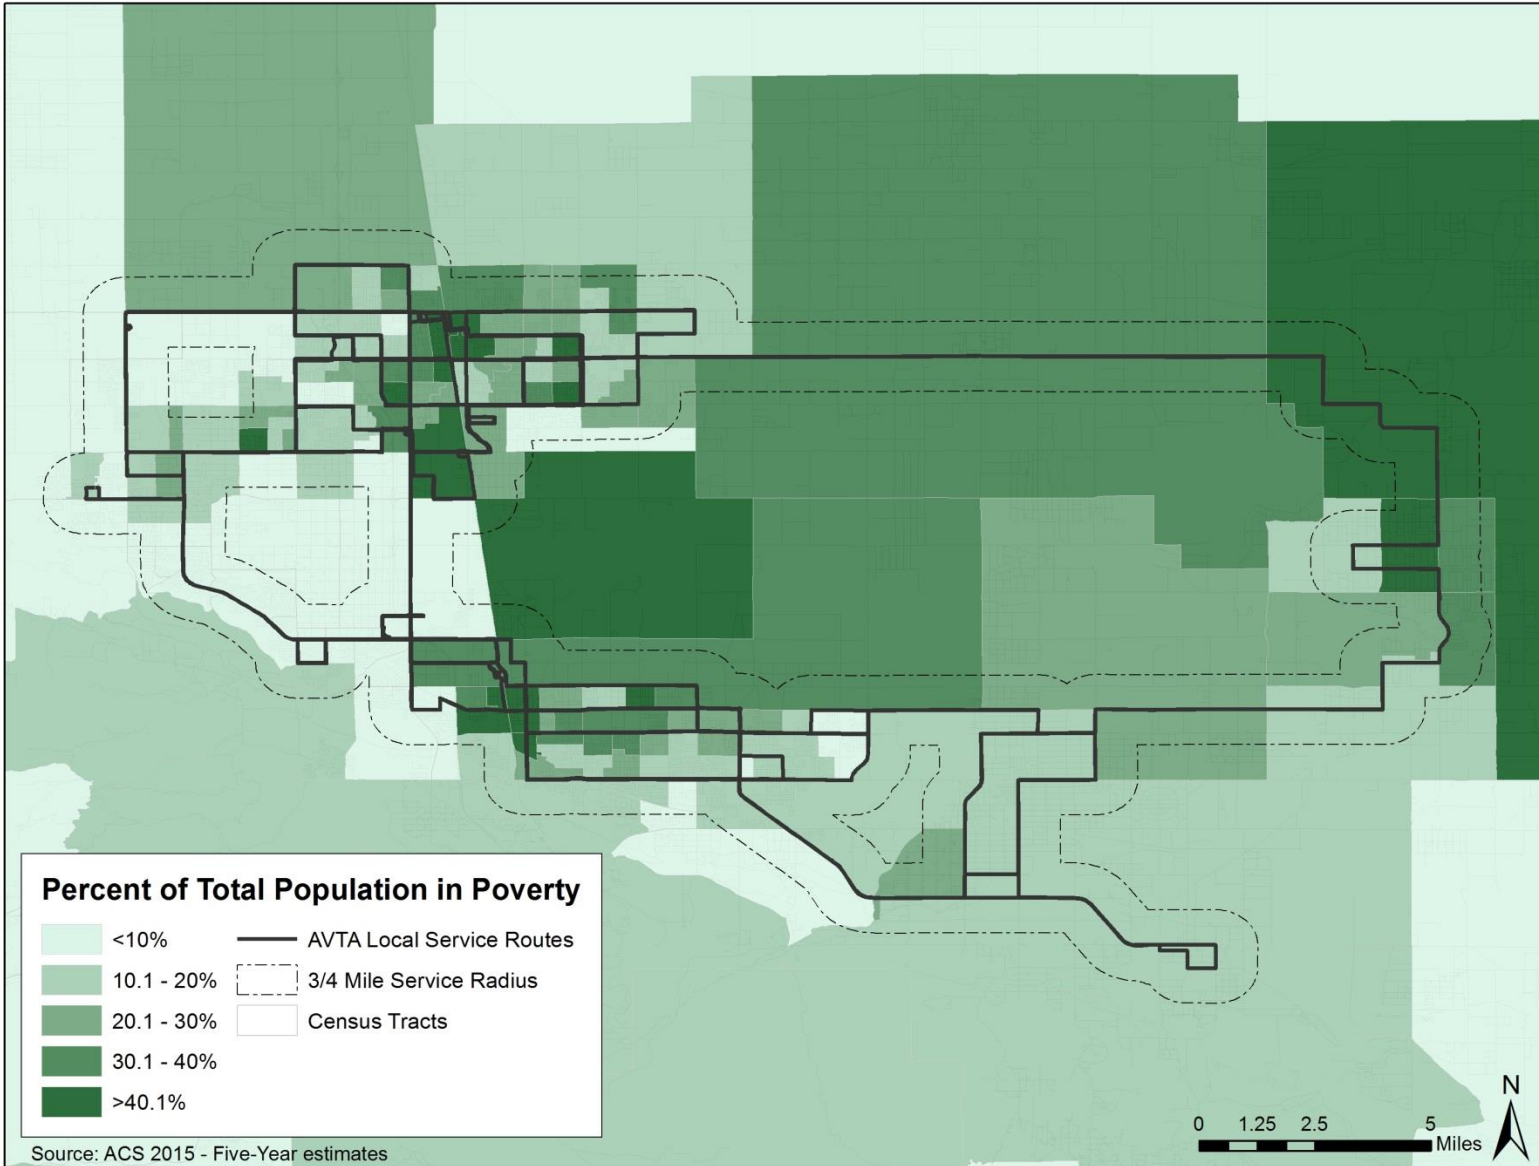 Percent of Total Population in Poverty
<10% AVTA Local Service Routes
10.1 - 20% 3/4 Mile Service Radius
20.1 - 30% Census Tracts
30.1 - 40%
>40.1%
Source: ACS 2015 - Five-Year estimates
N
0 1.25 2.5 5
Miles